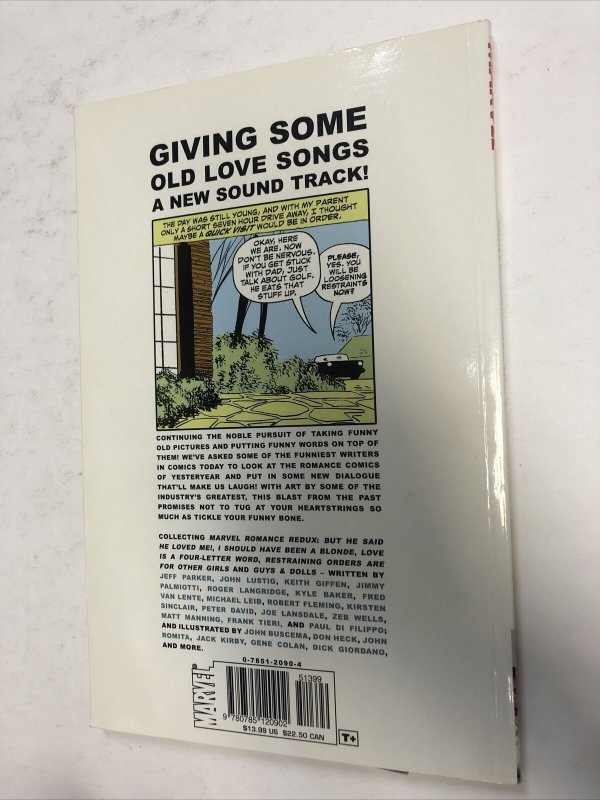 GIVING SOME
OLD LOVE SONGS
A NEW SOUND TRACK!
THE DAY WAS STILL YOUNG, AND WITH MY PARENT
ONLY A SHORT SEVEN HOUR DRIVE AWAY, I THOUGHT
MAYBE A QUICK VISIT WOULD BE IN ORDER.
OKAY, HERE
WE ARE. NOW
DON'T BE NERVOUS.
IF YOU GET STUCK
WITH DAD, JUST
TALK ABOUT GOLF.
HE EATS THAT
STUFF UP.
PLEASE,
YES. YOU
WILL BE
LOOSENING
RESTRAINTS
NOW?
CONTINUING THE NOBLE PURSUIT OF TAKING FUNNY
OLD PICTURES AND PUTTING FUNNY WORDS ON TOP OF
THEM! WE'VE ASKED SOME OF THE FUNNIEST WRITERS
IN COMICS TODAY TO LOOK AT THE ROMANCE COMICS
OF YESTERYEAR AND PUT IN SOME NEW DIALOGUE
THAT'LL MAKE US LAUGH! WITH ART BY SOME OF THE
INDUSTRY'S GREATEST, THIS BLAST FROM THE PAST
PROMISES NOT TO TUG AT YOUR HEARTSTRINGS SO
MUCH AS TICKLE YOUR FUNNY BONE.
COLLECTING MARVEL ROMANCE REDUX: BUT HE SAID
HE LOVED ME!, I SHOULD HAVE BEEN A BLONDE, LOVE
IS A FOUR-LETTER WORD, RESTRAINING ORDERS ARE
FOR OTHER GIRLS AND GUYS & DOLLS – WRITTEN BY
JEFF PARKER, JOHN LUSTIG, KEITH GIFFEN, JIMMY
PALMIOTTI, ROGER LANGRIDGE, KYLE BAKER, FRED
VAN LENTE, MICHAEL LEIB, ROBERT FLEMING, KIRSTEN
SINCLAIR, PETER DAVID, JOE LANSDALE, ZEB WELLS,
MATT MANNING, FRANK TIERI, AND PAUL DI FILIPPO;
AND ILLUSTRATED BY JOHN BUSCEMA, DON HECK, JOHN
ROMITA, JACK KIRBY, GENE COLAN, DICK GIORDANO,
AND MORE.
0-7851-2090-4
51399
MARVEL®
9 780785 120902
$13.99 US $22.50 CAN
T+